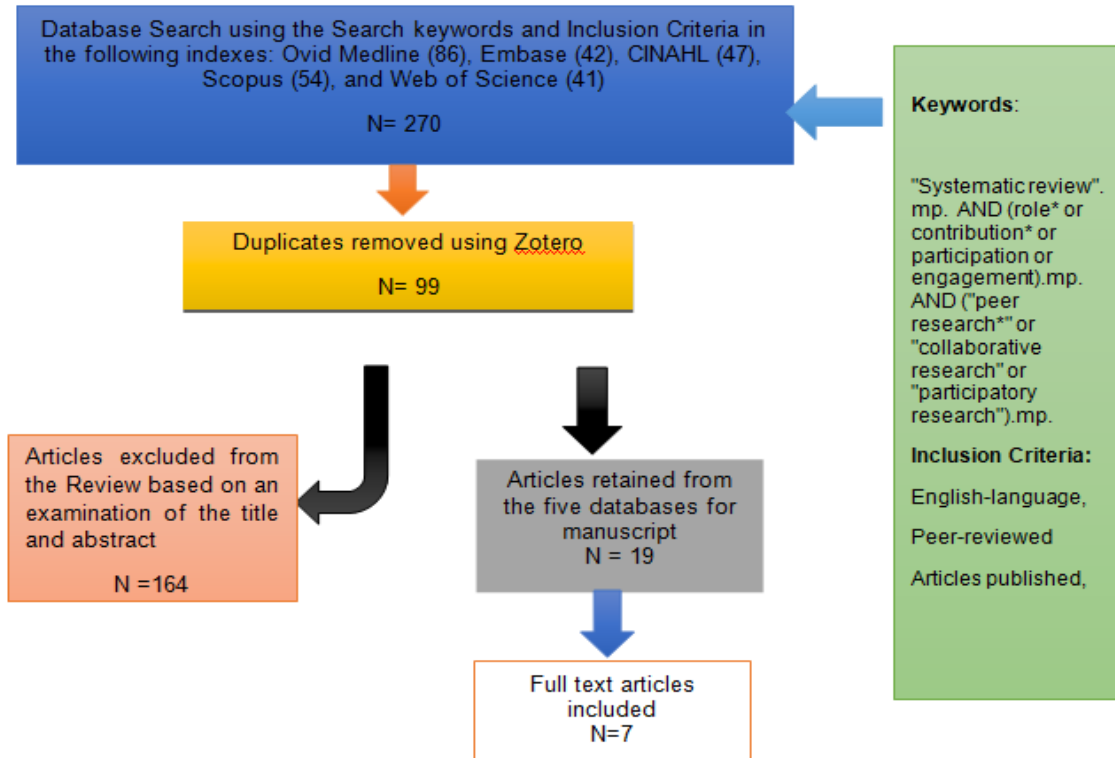 Database Search using the Search keywords and Inclusion Criteria in
the following indexes: Ovid Medline (86), Embase (42), CINAHL (47),
Scopus (54), and Web of Science (41)
N= 270
Duplicates removed using Zotero
N= 99
Articles excluded from
the Review based on an
examination of the title
and abstract
N =164
Articles retained from
the five databases for
manuscript
N = 19
Full text articles
included
N=7
Keywords:
"Systematic review".
mp. AND (role* or
contribution* or
participation or
engagement).mp.
AND ("peer
research*" or
"collaborative
research" or
"participatory
research").mp.
Inclusion Criteria:
English-language,
Peer-reviewed
Articles published,